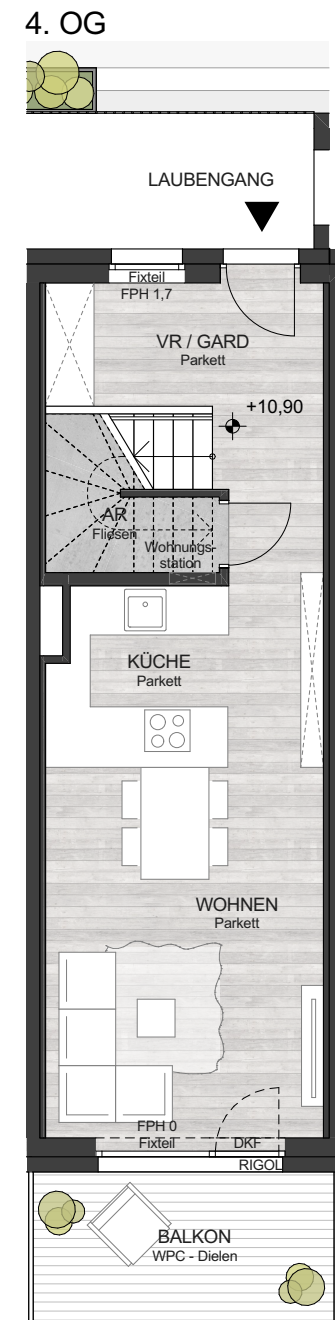 4. OG
LAUBENGANG
Fixteil
FPH 1,7
VR / GARD
Parkett
+10,90
AR
Fliesen
Wohnungs-
station
KÜCHE
Parkett
WOHNEN
Parkett
FPH 0
Fixteil
DKF
RIGOL
BALKON
WPC - Dielen